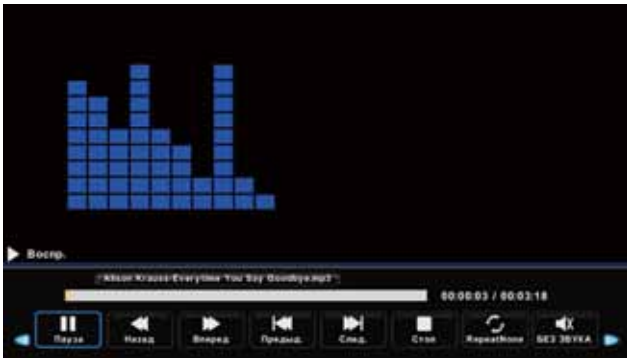 Воспр.
Alison Krauss-Everytime You Say Goodbye.mp3
00:00:03 / 00:03:18
Пауза Назад Вперед Предыд. След. Стоп RepeatNone БЕЗ ЗВУКА